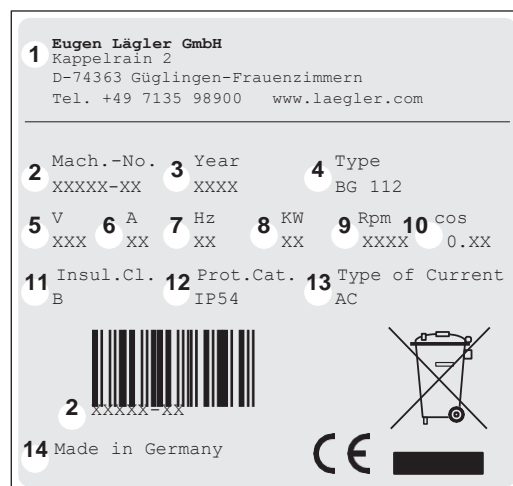 1 Eugen Lägler GmbH
Kappelrain 2
D-74363 Güglingen-Frauenzimmern
Tel. +49 7135 98900 www.laegler.com
2 Mach.-No. 3 Year 4 Type
XXXXX-XX XXXX BG 112
5 V 6 A 7 Hz 8 KW 9 Rpm 10 cos
XXX XX XX XX XXXX 0.XX
11 Insul.Cl. 12 Prot.Cat. 13 Type of Current
B IP54 AC
2 XXXXX-XX
14 Made in Germany
CE